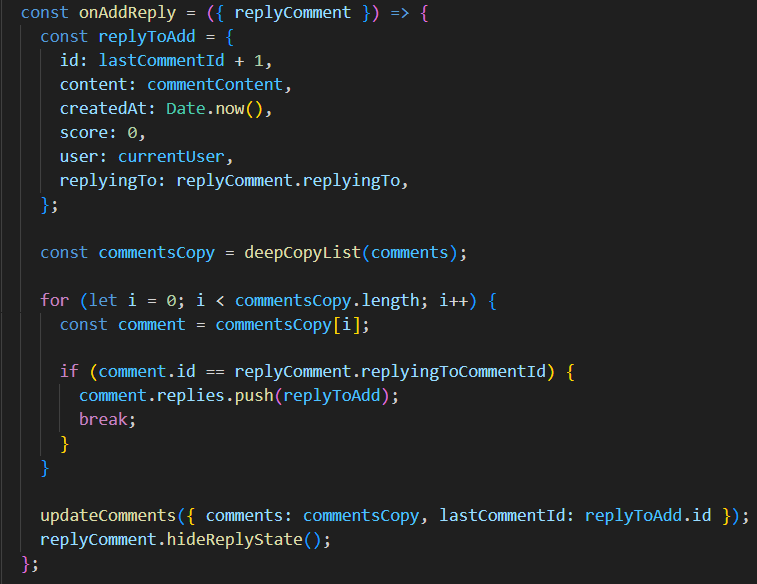 const onAddReply = ({ replyComment }) => {
  const replyToAdd = {
    id: lastCommentId + 1,
    content: commentContent,
    createdAt: Date.now(),
    score: 0,
    user: currentUser,
    replyingTo: replyComment.replyingTo,
  };

  const commentsCopy = deepCopyList(comments);

  for (let i = 0; i < commentsCopy.length; i++) {
    const comment = commentsCopy[i];

    if (comment.id == replyComment.replyingToCommentId) {
      comment.replies.push(replyToAdd);
      break;
    }
  }

  updateComments({ comments: commentsCopy, lastCommentId: replyToAdd.id });
  replyComment.hideReplyState();
};